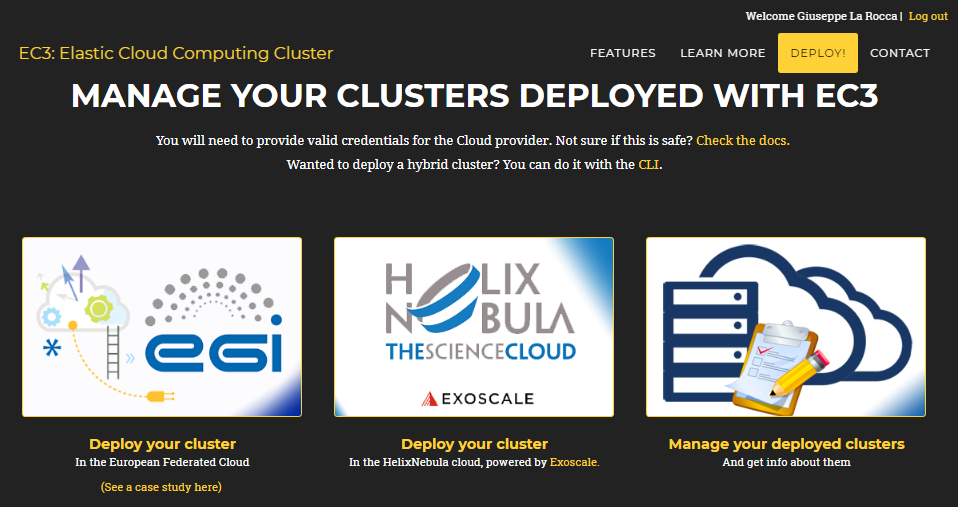 Welcome Giuseppe La Rocca | Log out
EC3: Elastic Cloud Computing Cluster
FEATURES LEARN MORE DEPLOY! CONTACT
MANAGE YOUR CLUSTERS DEPLOYED WITH EC3
You will need to provide valid credentials for the Cloud provider. Not sure if this is safe? Check the docs.
Wanted to deploy a hybrid cluster? You can do it with the CLI.
eGi
HELIX
NEBULA
THESCIENCECLOUD
EXOSCALE
Deploy your cluster
In the European Federated Cloud
(See a case study here)
Deploy your cluster
In the HelixNebula cloud, powered by Exoscale.
Manage your deployed clusters
And get info about them